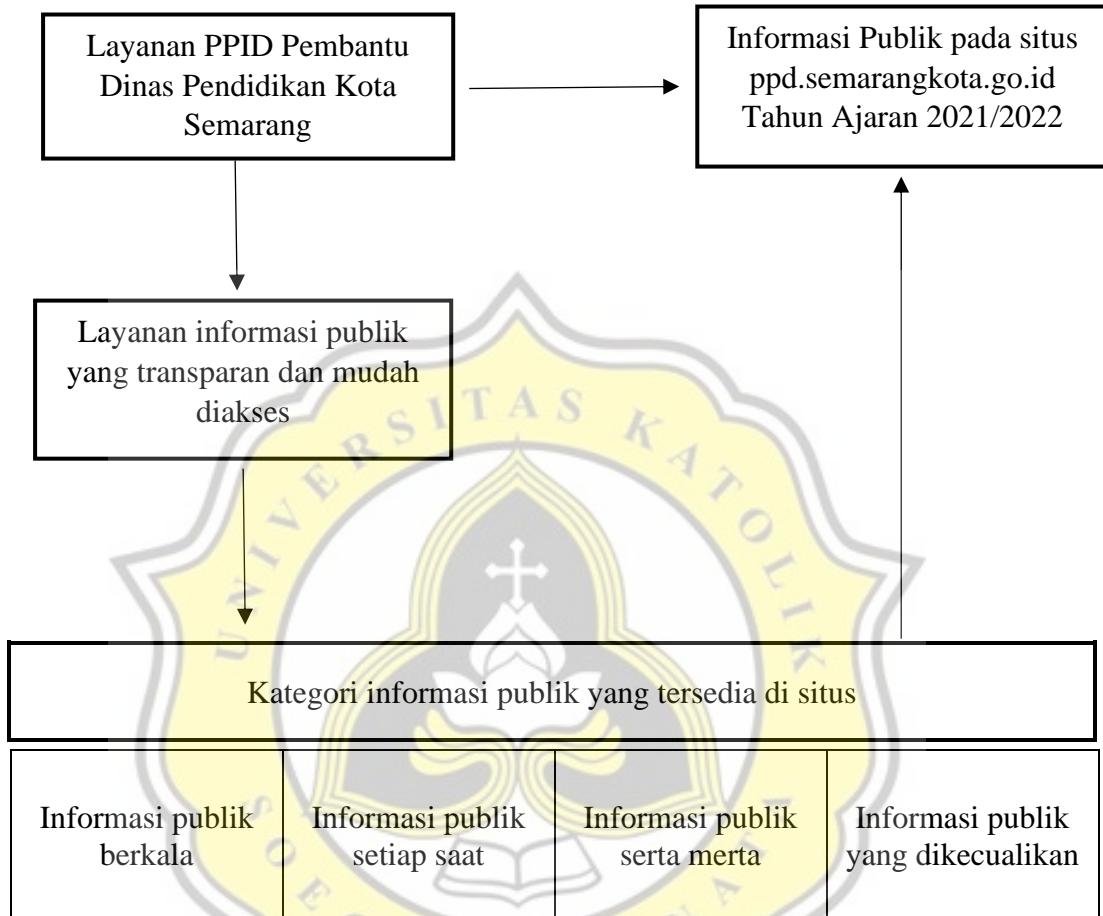 Layanan PPID Pembantu
Dinas Pendidikan Kota
Semarang
Informasi Publik pada situs
ppd.semarangkota.go.id
Tahun Ajaran 2021/2022
Layanan informasi publik
yang transparan dan mudah
diakses
UNIVERSITAS KATOLIK
Kategori informasi publik yang tersedia di situs
Informasi publik
berkala
Informasi publik
setiap saat
Informasi publik
serta merta
Informasi publik
yang dikecualikan